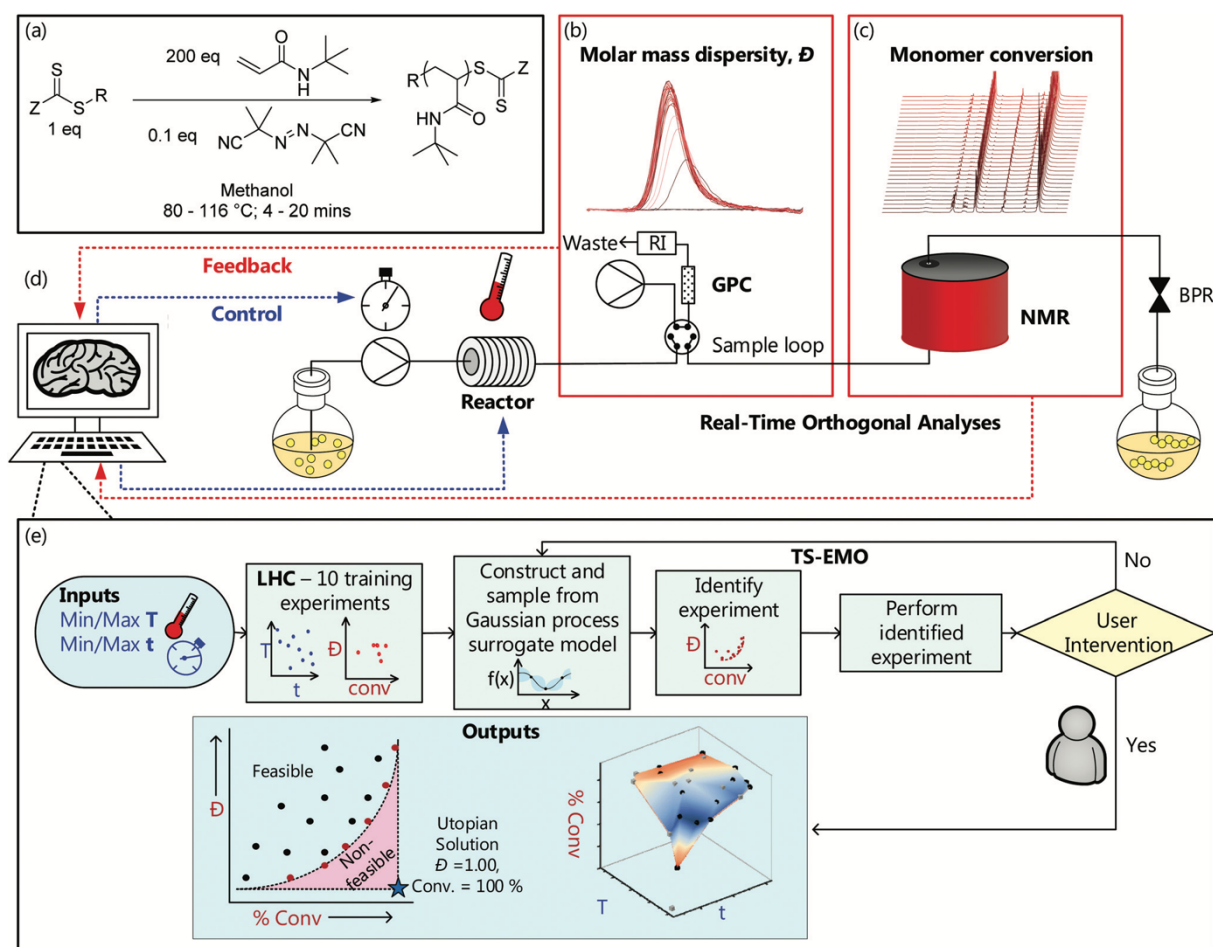 (a)
S
Z
S
R
1 eq
200 eq
O
N
H
0.1 eq
NC
N
N
CN
Methanol
80 - 116 °C; 4 - 20 mins
R
S
Z
S
HN
O
(b)
Molar mass dispersity, Đ
Waste
RI
GPC
Sample loop
(c)
Monomer conversion
NMR
BPR
Real-Time Orthogonal Analyses
(d)
Feedback
Control
Reactor
(e)
Inputs
Min/Max T
Min/Max t
LHC – 10 training
experiments
T
t
Đ
conv
Construct and
sample from
Gaussian process
surrogate model
f(x)
x
TS-EMO
Identify
experiment
Đ
conv
Perform
identified
experiment
User
Intervention
No
Yes
Outputs
Đ
Feasible
Non-
feasible
% Conv
Utopian
Solution
Đ =1.00,
Conv. = 100 %
% Conv
T
t